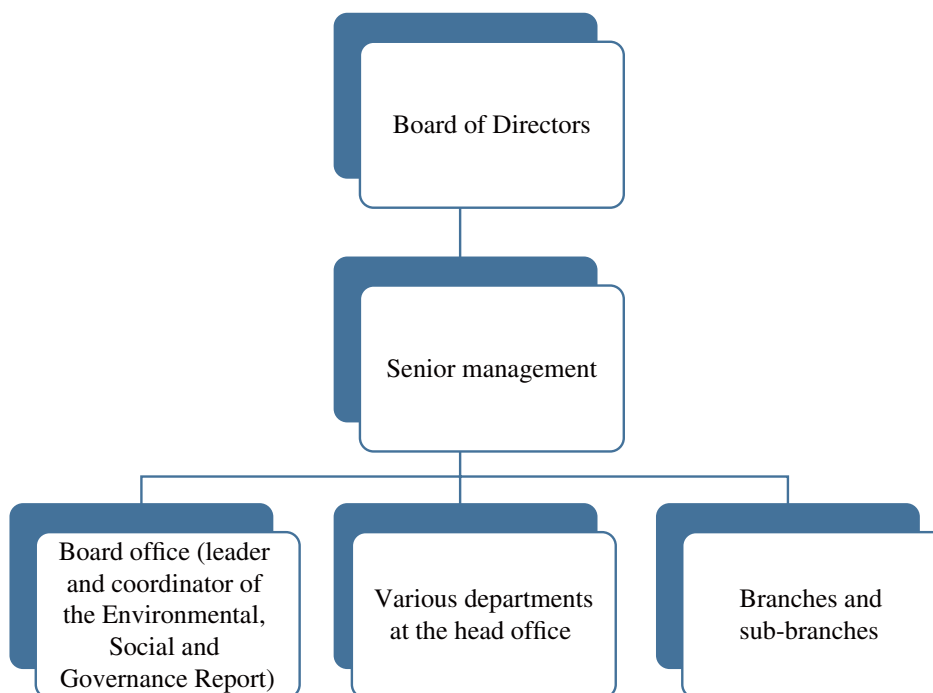 Board of Directors
Senior management
Board office (leader
and coordinator of
the Environmental,
Social and
Governance Report)
Various departments
at the head office
Branches and
sub-branches